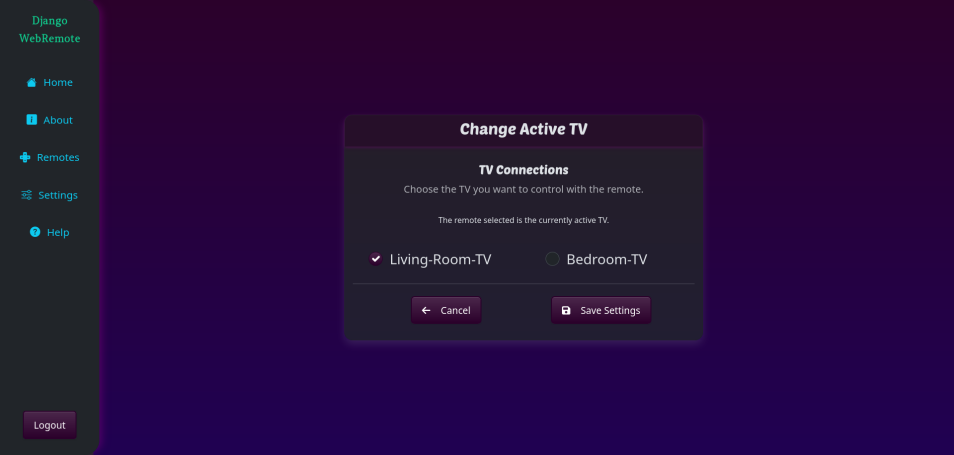 Django
WebRemote
Home
About
Remotes
Settings
Help
Logout
Change Active TV
TV Connections
Choose the TV you want to control with the remote.
The remote selected is the currently active TV.
Living-Room-TV
Bedroom-TV
Cancel
Save Settings